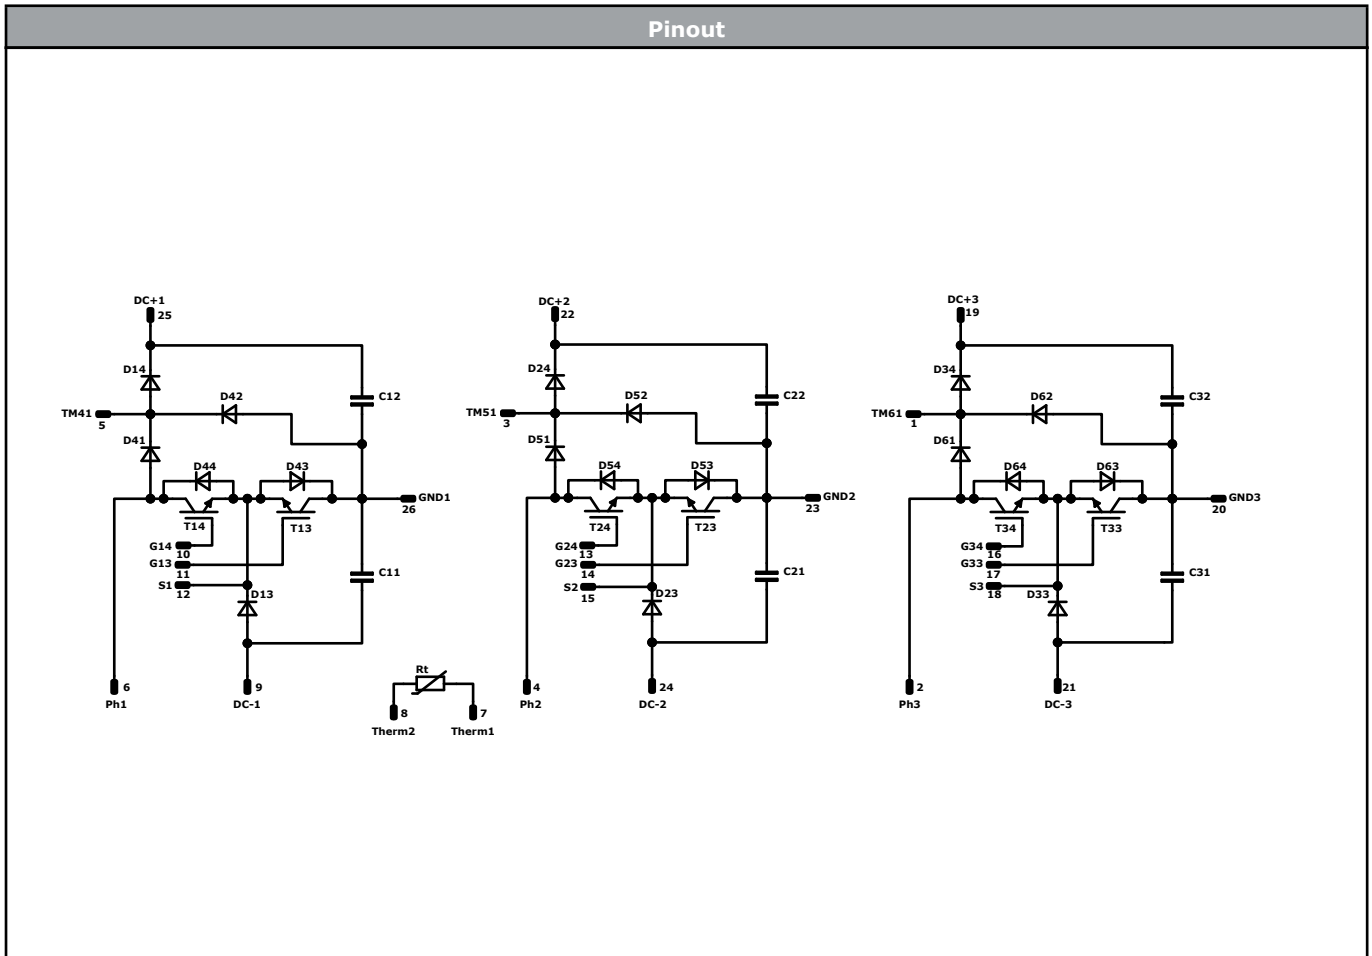 Pinout
DC+1
25
D14
D42
C12
TM41
5
D41
D44
D43
GND1
26
T14
T13
G14
10
G13
11
S1
12
C11
D13
6
Ph1
9
DC-1
Rt
8
7
Therm2
Therm1
DC+2
22
D24
D52
C22
TM51
3
D51
D54
D53
GND2
23
T24
T23
G24
13
G23
14
S2
15
C21
D23
4
Ph2
24
DC-2
DC+3
19
D34
D62
C32
TM61
1
D61
D64
D63
GND3
20
T34
T33
G34
16
G33
17
S3
18
C31
D33
2
Ph3
21
DC-3